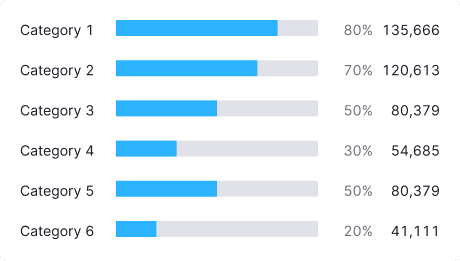 Category 1 80% 135,666
Category 2 70% 120,613
Category 3 50% 80,379
Category 4 30% 54,685
Category 5 50% 80,379
Category 6 20% 41,111